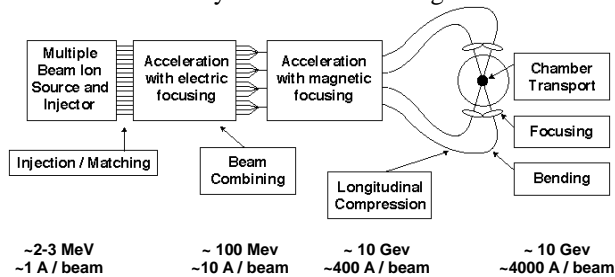 Multiple
Beam Ion
Source and
Injector
Acceleration
with electric
focusing
Acceleration
with magnetic
focusing
Chamber
Transport
Focusing
Bending
Injection / Matching
Beam
Combining
Longitudinal
Compression
~2-3 MeV
~1 A / beam
~ 100 Mev
~10 A / beam
~ 10 Gev
~400 A / beam
~ 10 Gev
~4000 A / beam